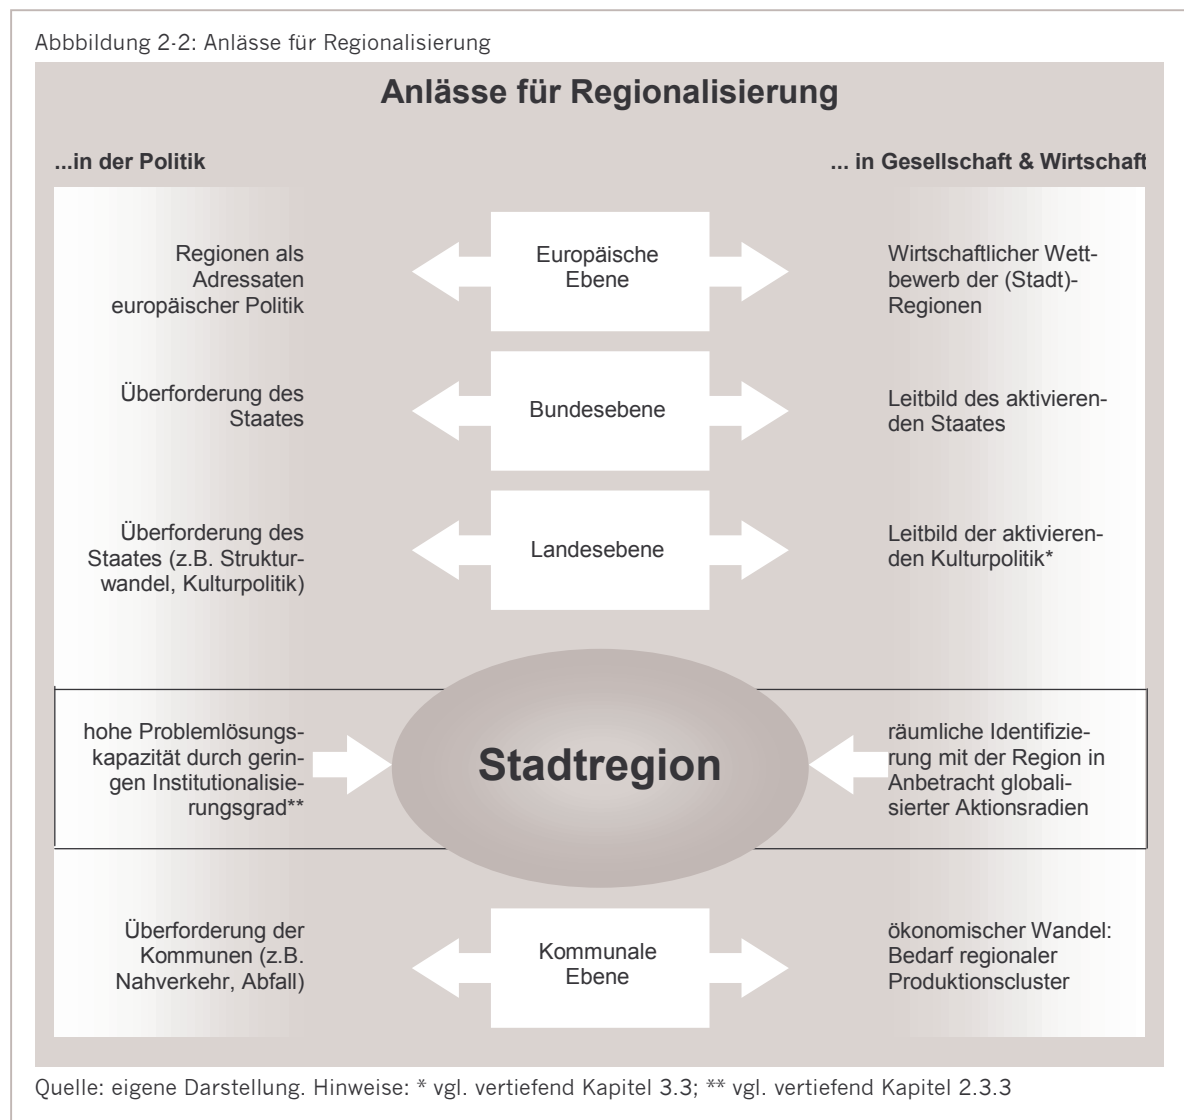 Abbbildung 2-2: Anlässe für Regionalisierung
Anlässe für Regionalisierung
...in der Politik
... in Gesellschaft & Wirtschaft
Regionen als
Adressaten
europäischer Politik
Europäische
Ebene
Wirtschaftlicher Wett-
bewerb der (Stadt)-
Regionen
Überforderung des
Staates
Bundesebene
Leitbild des aktivieren-
den Staates
Überforderung des
Staates (z.B. Struktur-
wandel, Kulturpolitik)
Landesebene
Leitbild der aktivieren-
den Kulturpolitik*
hohe Problemlösungs-
kapazität durch gerin-
gen Institutionalisie-
rungsgrad**
Stadtregion
räumliche Identifizie-
rung mit der Region in
Anbetracht globali-
sierter Aktionsradien
Überforderung der
Kommunen (z.B.
Nahverkehr, Abfall)
Kommunale
Ebene
ökonomischer Wandel:
Bedarf regionaler
Produktionscluster
Quelle: eigene Darstellung. Hinweise: * vgl. vertiefend Kapitel 3.3; ** vgl. vertiefend Kapitel 2.3.3